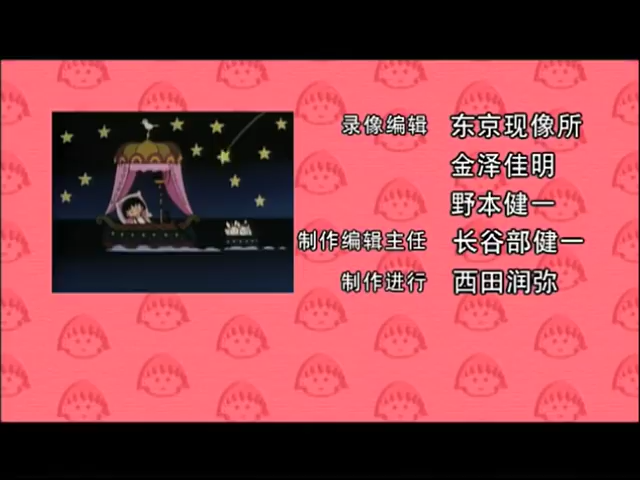 录像编辑 东京现像所
金泽佳明
野本健一
制作编辑主任 长谷部健一
制作进行 西田润弥